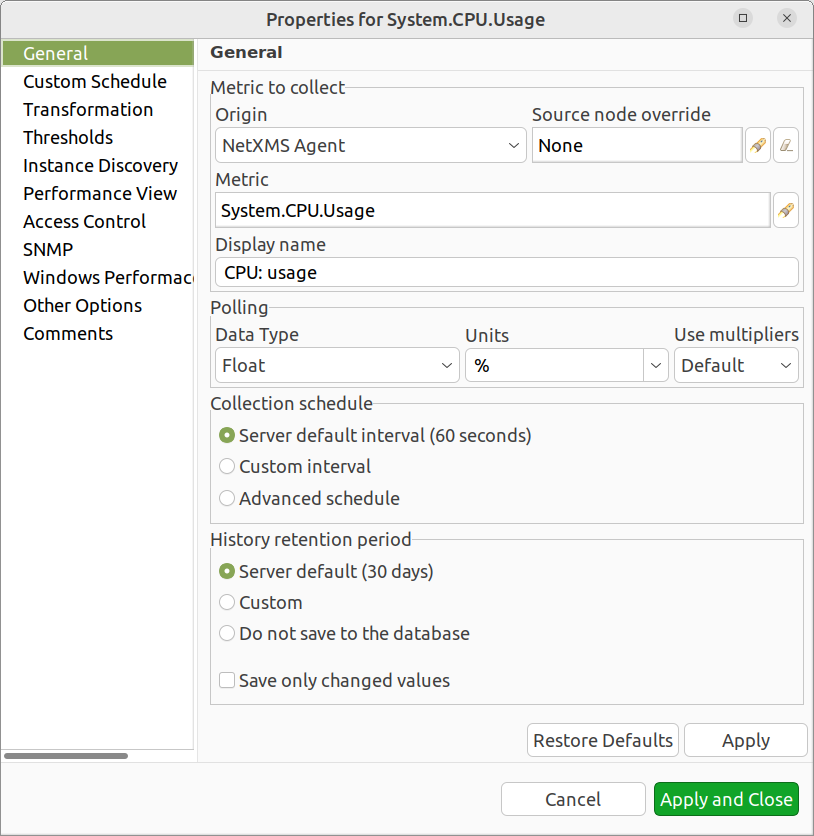 Properties for System.CPU.Usage
General
Custom Schedule
Transformation
Thresholds
Instance Discovery
Performance View
Access Control
SNMP
Windows Performac
Other Options
Comments
General
Metric to collect
Origin
Source node override
NetXMS Agent
None
Metric
System.CPU.Usage
Display name
CPU: usage
Polling
Data Type
Units
Use multipliers
Float
%
Default
Collection schedule
Server default interval (60 seconds)
Custom interval
Advanced schedule
History retention period
Server default (30 days)
Custom
Do not save to the database
Save only changed values
Restore Defaults
Apply
Cancel
Apply and Close